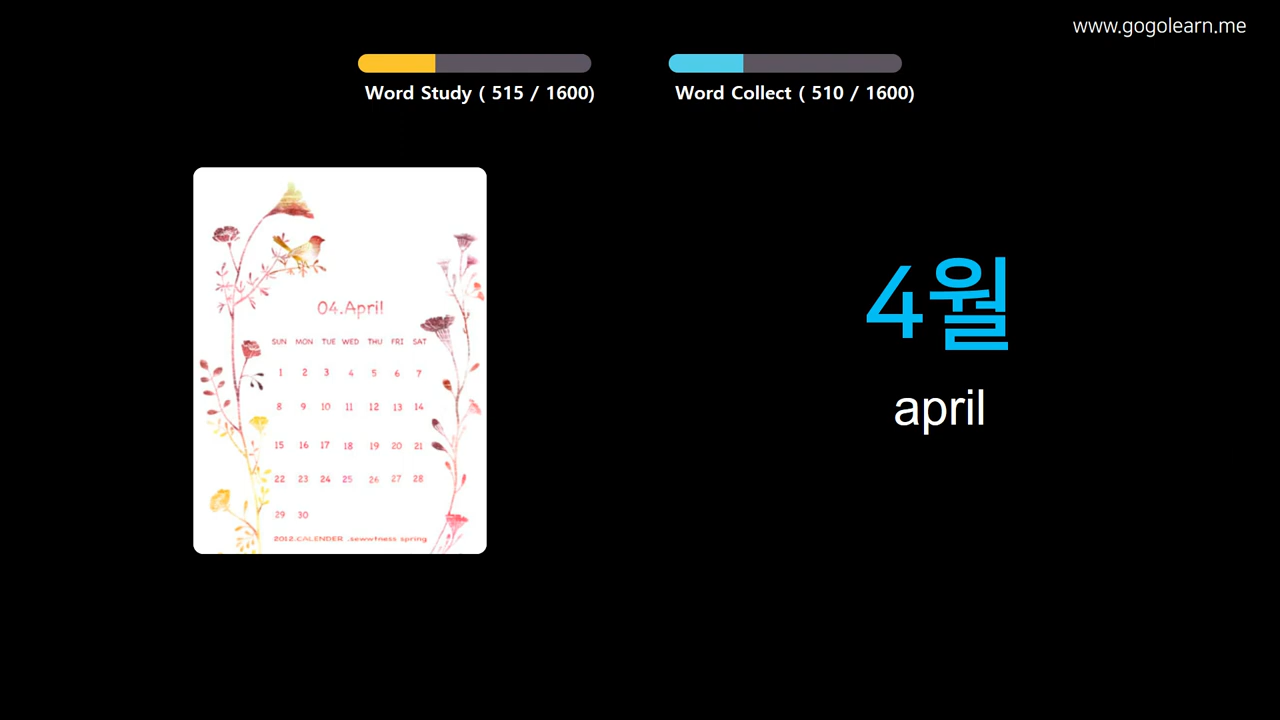 www.gogolearn.me
Word Study ( 515 / 1600)
Word Collect ( 510 / 1600)
04.April
SUN MON TUE WED THU FRI SAT
1 2 3 4 5 6 7
8 9 10 11 12 13 14
15 16 17 18 19 20 21
22 23 24 25 26 27 28
29 30
2012.CALENDER .sewwtness spring
4월
april